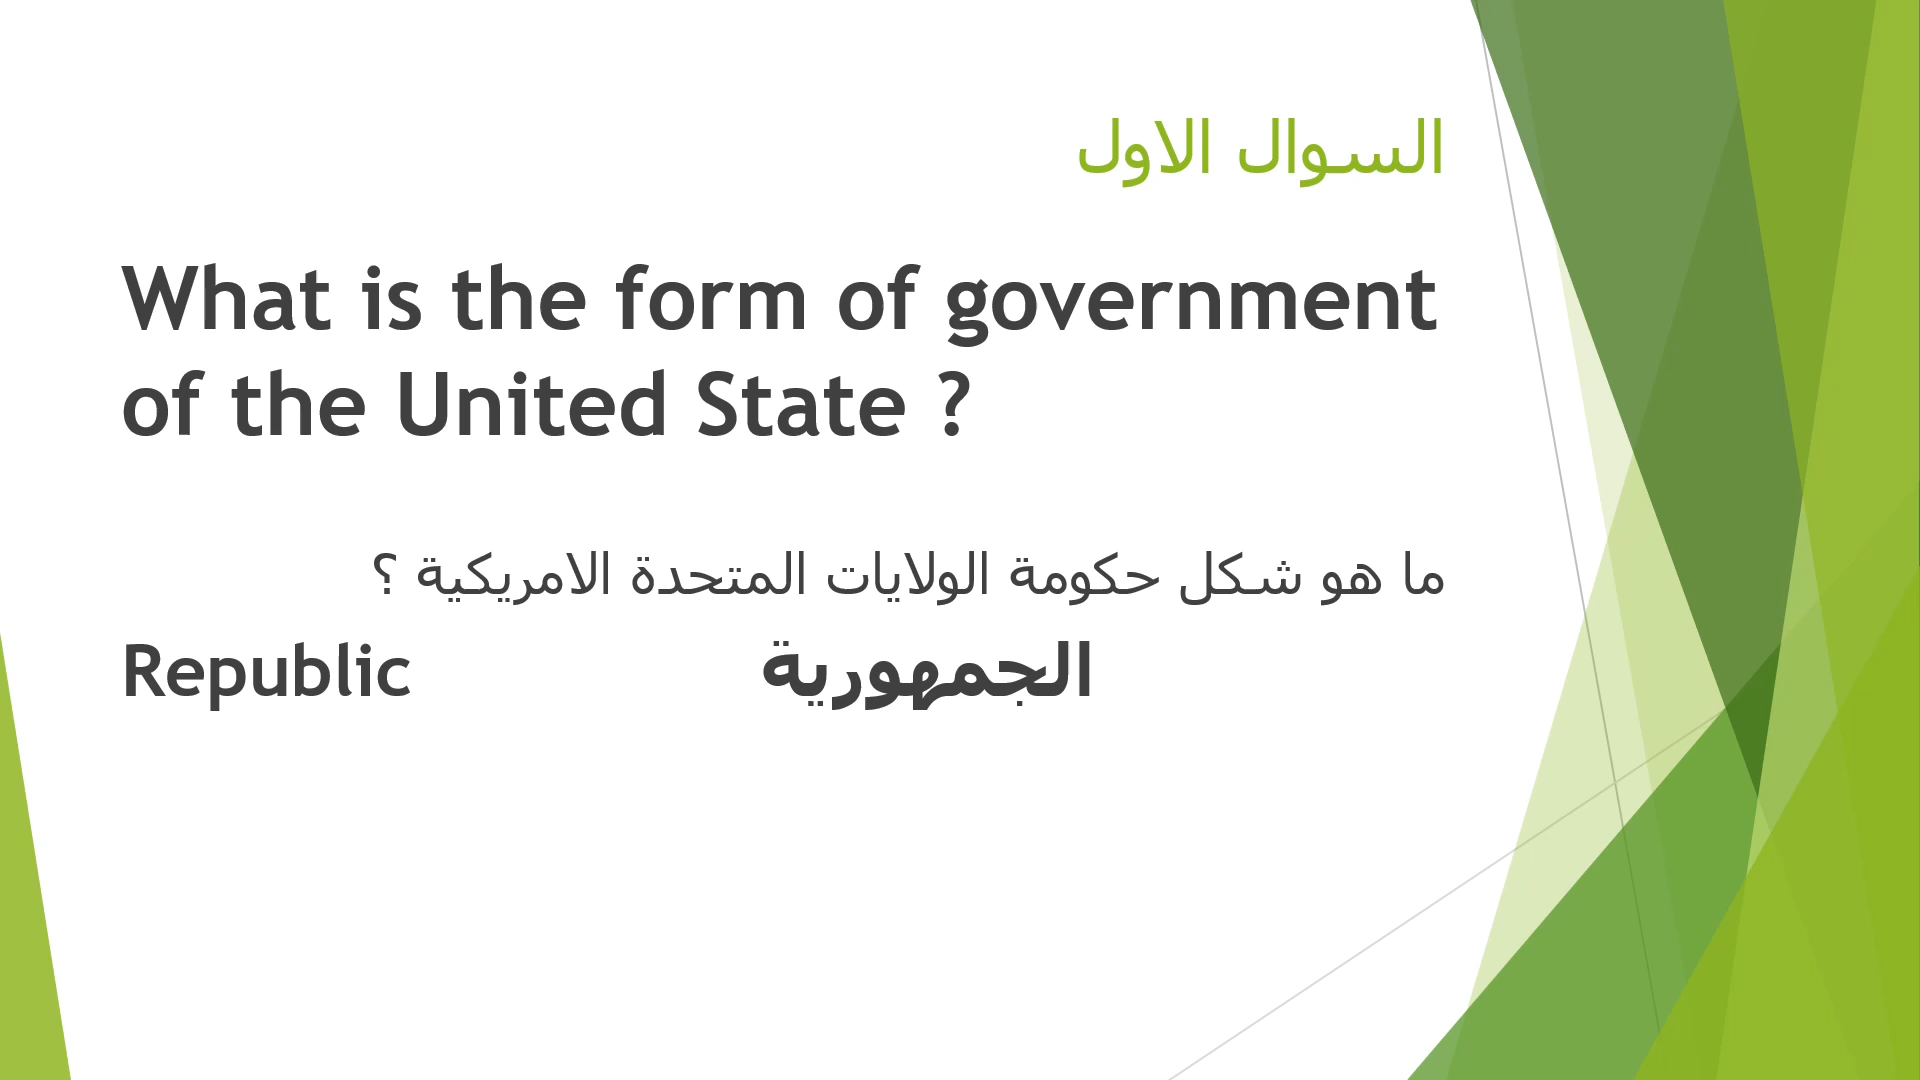 السوال الاول
What is the form of government
of the United State ?
ما هو شكل حكومة الولايات المتحدة الامريكية ؟
Republic الجمهورية